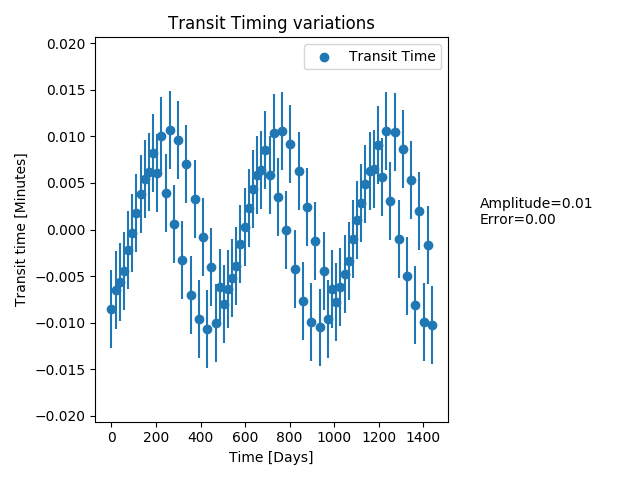 Transit Timing variations
Transit Time
0.020
0.015
0.010
0.005
0.000
−0.005
−0.010
−0.015
−0.020
Transit time [Minutes]
Amplitude=0.01
Error=0.00
0 200 400 600 800 1000 1200 1400
Time [Days]